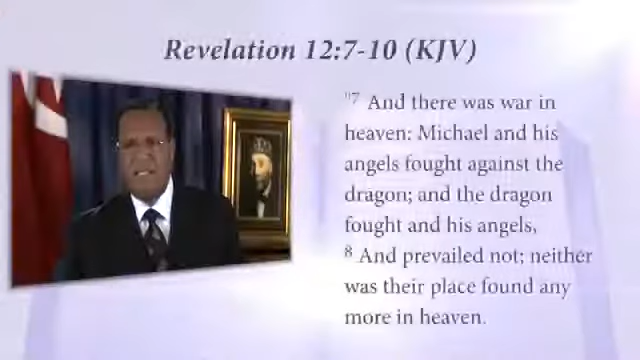 Revelation 12:7-10 (KJV)
"7 And there was war in
heaven: Michael and his
angels fought against the
dragon; and the dragon
fought and his angels,
8 And prevailed not; neither
was their place found any
more in heaven.